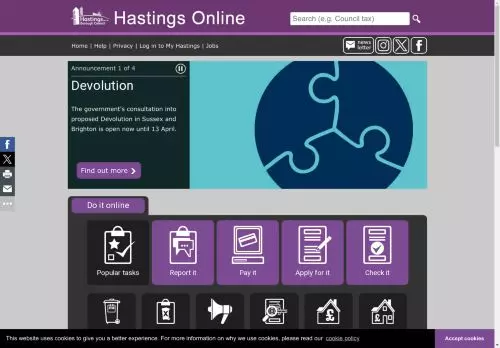 Hastings
Borough Council
Hastings Online
Search (e.g. Council tax)
Home | Help | Privacy | Log in to My Hastings | Jobs
news
letter
Announcement 1 of 4
Devolution
The government's consultation into
proposed Devolution in Sussex and
Brighton is open now until 13 April.
Find out more
Do it online
Popular tasks
Report it
Pay it
Apply for it
Check it
This website uses cookies to give you a better experience. For more information on why we use cookies, please read our cookie policy
Accept cookies